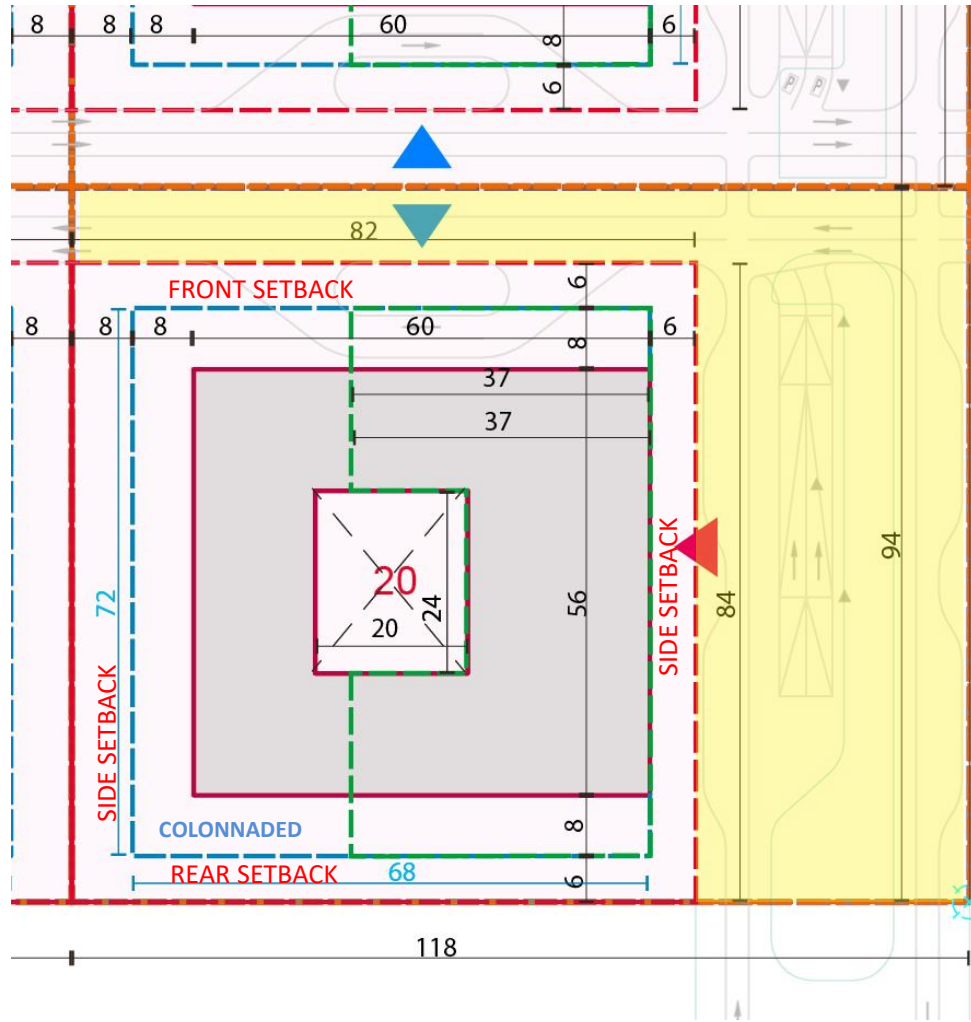 8 8 8 60 6
8
6
P P
82
FRONT SETBACK
6
8 8 8 60 6
8
37
37
SIDE SETBACK
72
20
24
20
56
SIDE SETBACK
84
94
COLONNADED
8
REAR SETBACK 68
6
118